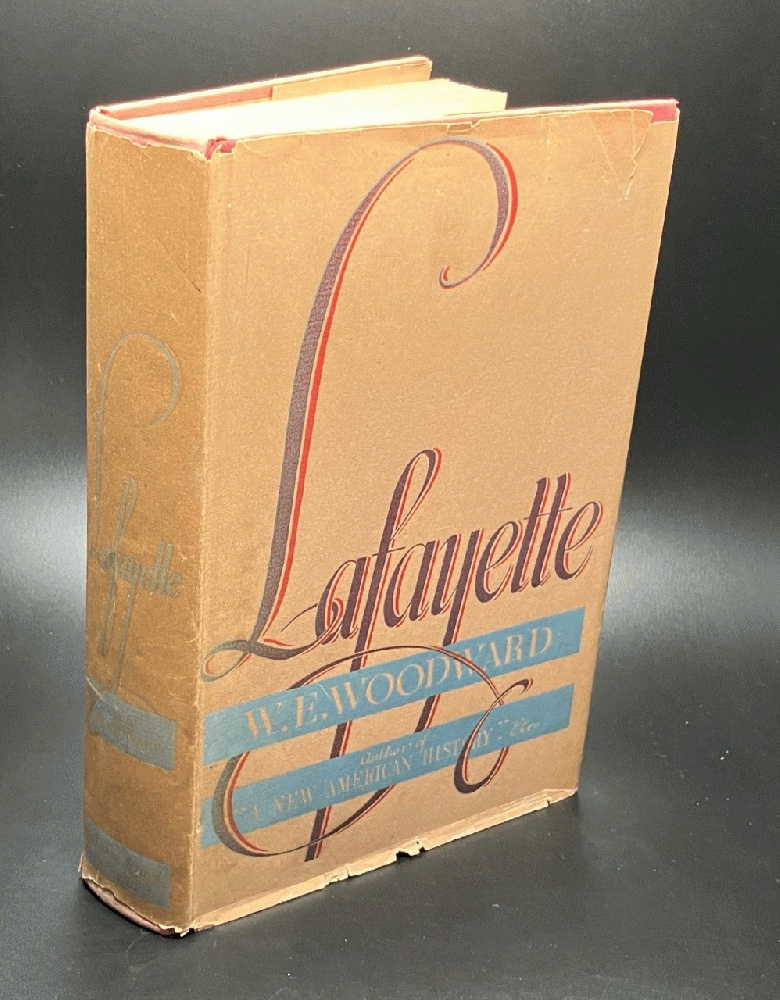 Lafayette
W.E. WOODWARD
Author of
"A NEW AMERICAN HISTORY," Etc.
Lafayette